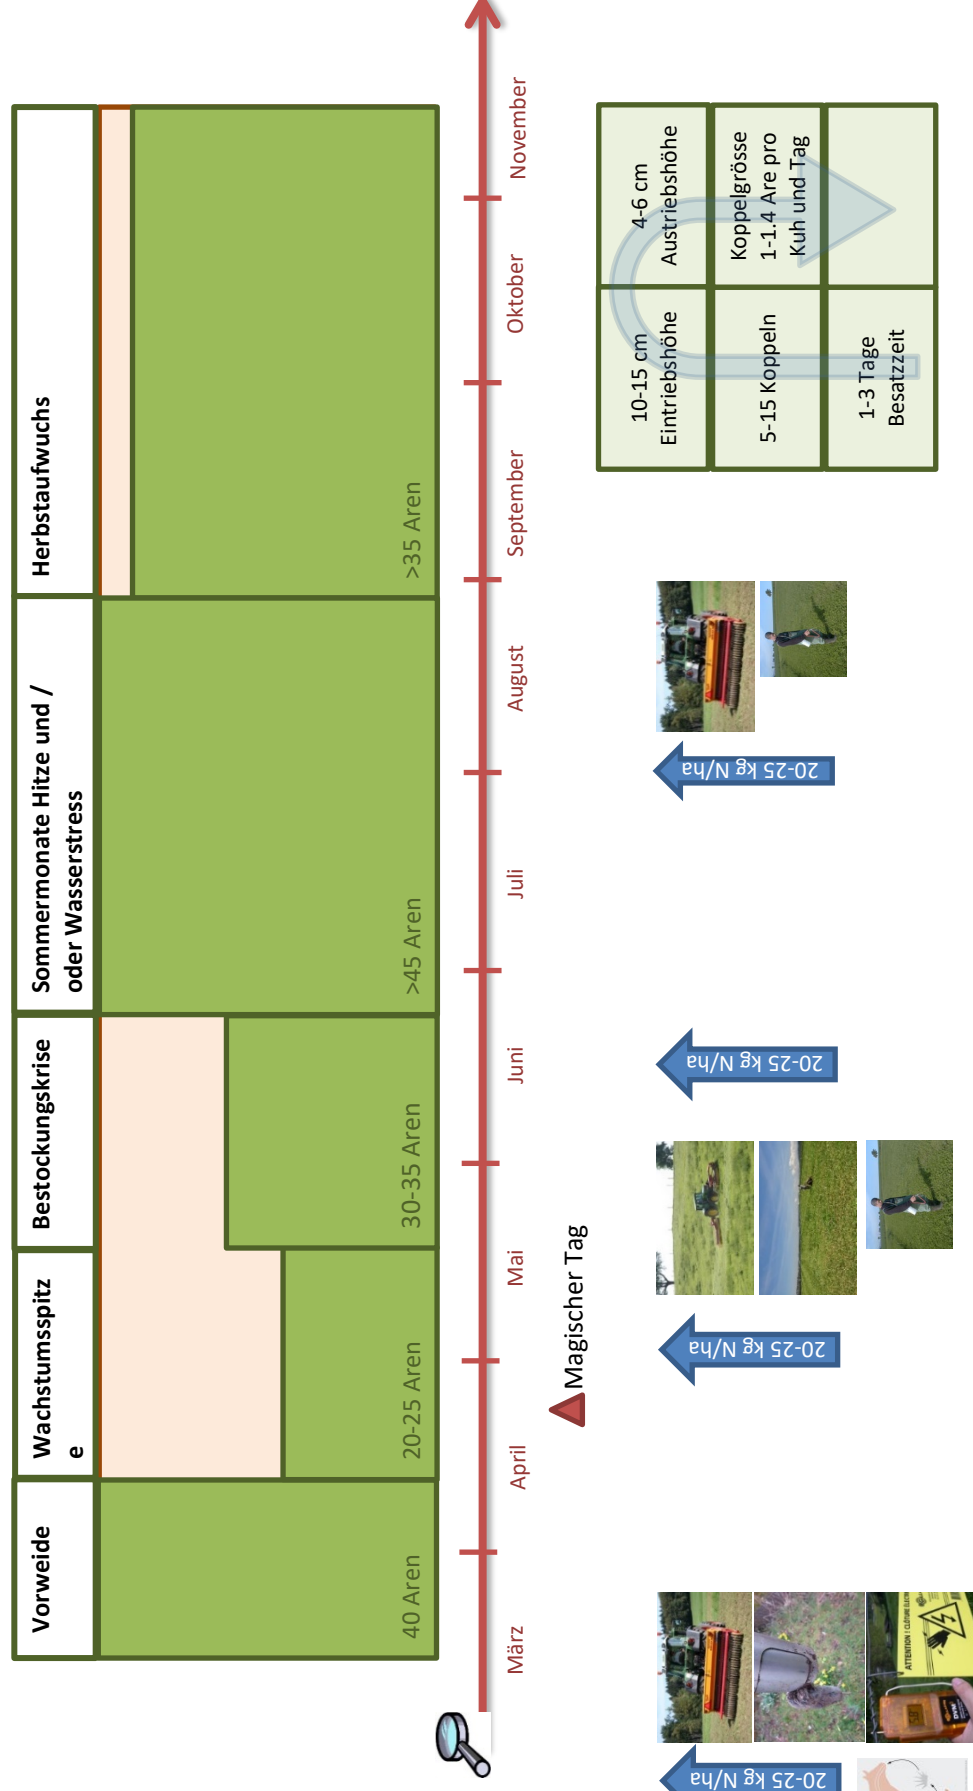 Vorweide
Wachstumsspitz
e
Bestockungskrise
Sommermonate Hitze und /
oder Wasserstress
Herbstaufwuchs
40 Aren
20-25 Aren
30-35 Aren
>45 Aren
>35 Aren
März
April
Mai
Juni
Juli
August
September
Oktober
November
Magischer Tag
20-25 kg N/ha
20-25 kg N/ha
20-25 kg N/ha
20-25 kg N/ha
10-15 cm
Eintriebshöhe
4-6 cm
Austriebshöhe
5-15 Koppeln
Koppelgrösse
1-1.4 Are pro
Kuh und Tag
1-3 Tage
Besatzzeit